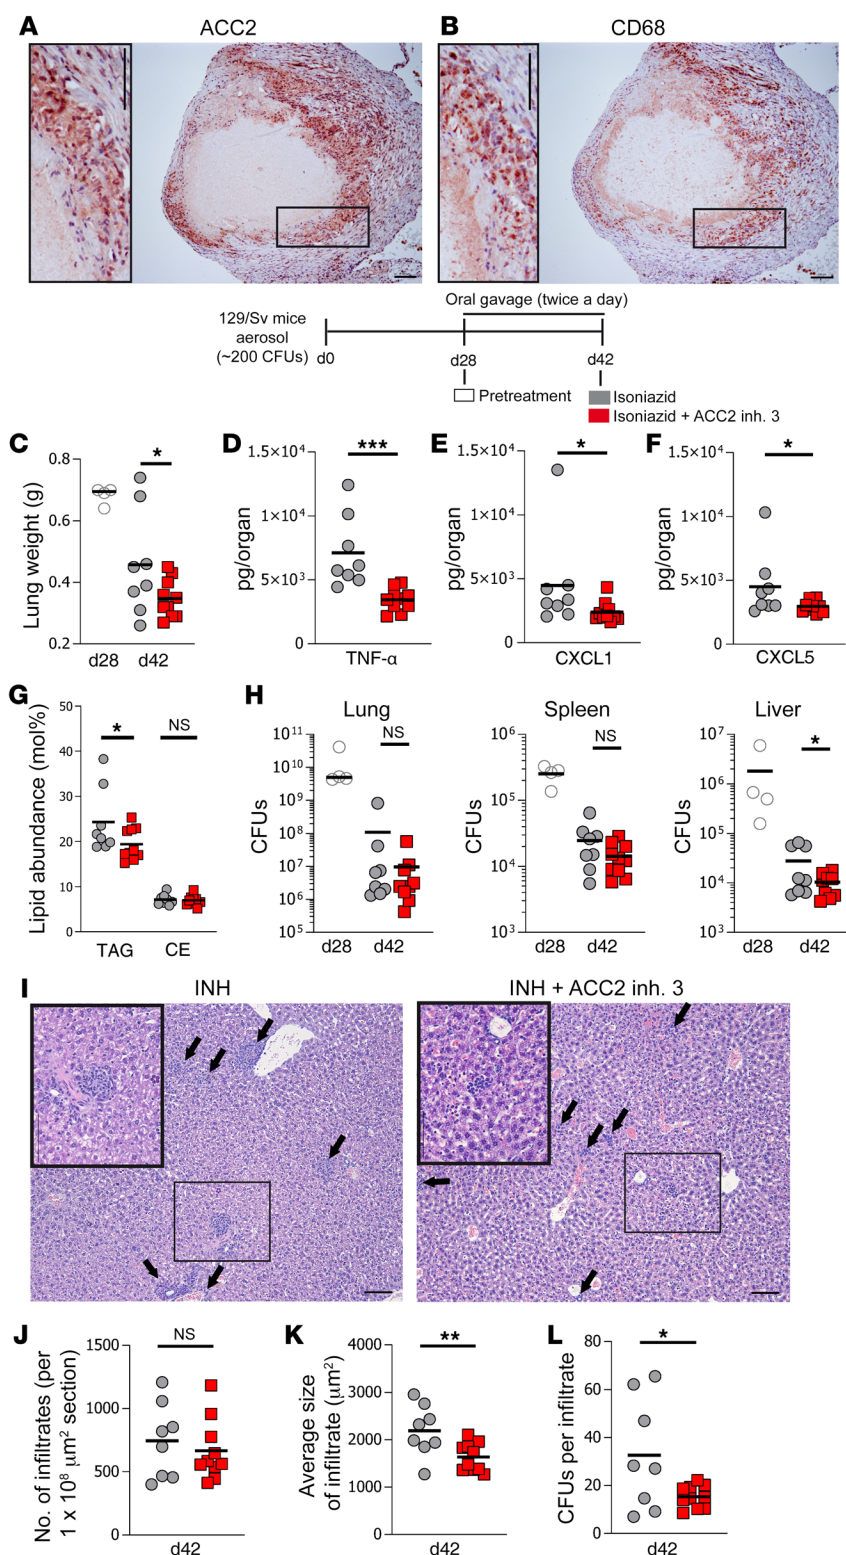 A
ACC2
B
CD68
Oral gavage (twice a day)
129/Sv mice
aerosol
(~200 CFUs)
d0
d28
d42
Pretreatment
Isoniazid
Isoniazid + ACC2 inh. 3
C
Lung weight (g)
0.8
0.6
0.4
0.2
*
d28
d42
D
pg/organ
1.5×10⁴
1×10⁴
5×10³
0
***
TNF-α
E
pg/organ
1.5×10⁴
1×10⁴
5×10³
0
*
CXCL1
F
pg/organ
1.5×10⁴
1×10⁴
5×10³
0
*
CXCL5
G
Lipid abundance (mol%)
50
40
30
20
10
0
*
NS
TAG
CE
H
Lung
CFUs
10¹¹
10¹⁰
10⁹
10⁸
10⁷
10⁶
10⁵
NS
d28
d42
Spleen
CFUs
10⁶
10⁵
10⁴
10³
NS
d28
d42
Liver
CFUs
10⁷
10⁶
10⁵
10⁴
10³
*
d28
d42
I
INH
INH + ACC2 inh. 3
J
No. of infiltrates (per
1 x 10⁸ μm² section)
1500
1000
500
0
NS
d42
K
Average size
of infiltrate (μm²)
4000
3000
2000
1000
0
**
d42
L
CFUs per infiltrate
80
60
40
20
0
*
d42